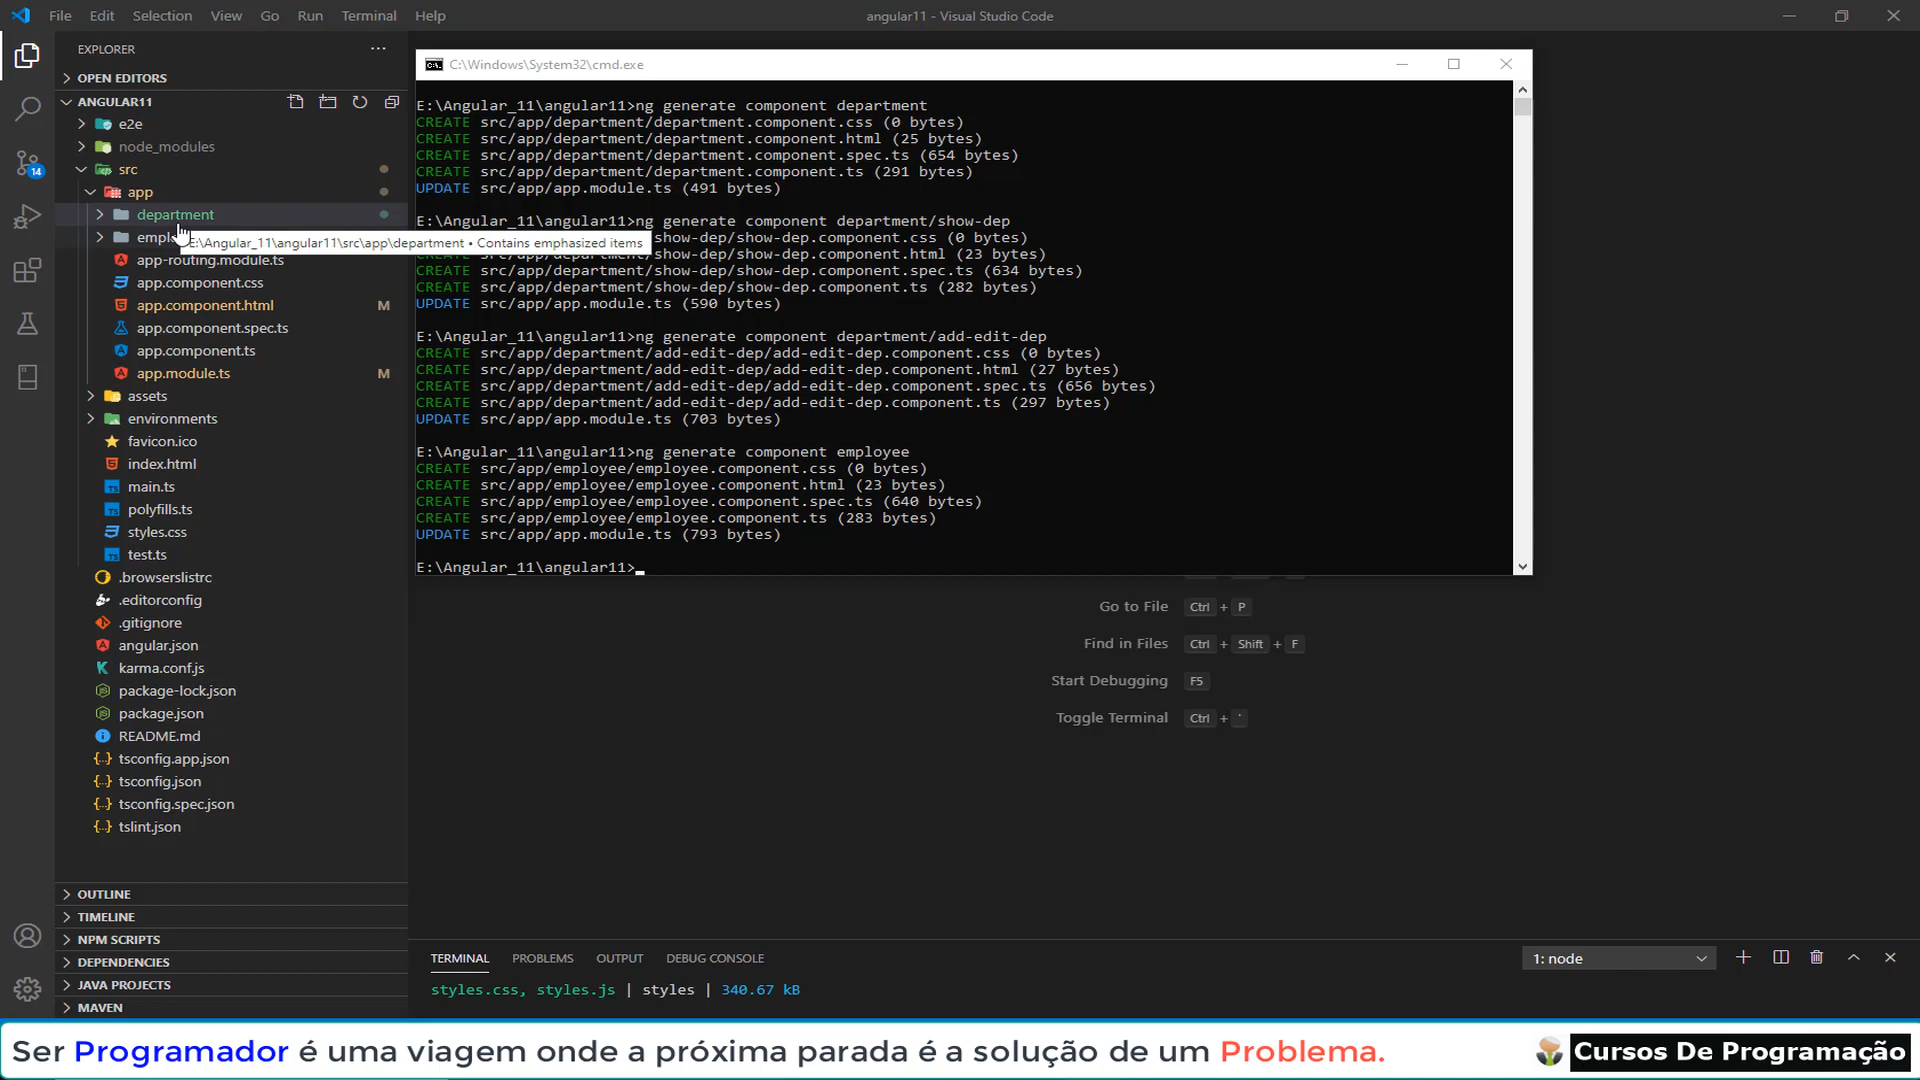 File Edit Selection View Go Run Terminal Help
angular11 - Visual Studio Code
EXPLORER
OPEN EDITORS
ANGULAR11
e2e
node_modules
src
app
department
empl
app-routing.module.ts
app.component.css
app.component.html M
app.component.spec.ts
app.component.ts
app.module.ts M
assets
environments
favicon.ico
index.html
main.ts
polyfills.ts
styles.css
test.ts
.browserslistrc
.editorconfig
.gitignore
angular.json
karma.conf.js
package-lock.json
package.json
README.md
tsconfig.app.json
tsconfig.json
tsconfig.spec.json
tslint.json
OUTLINE
TIMELINE
NPM SCRIPTS
DEPENDENCIES
JAVA PROJECTS
MAVEN
14
E:\Angular_11\angular11\src\app\department • Contains emphasized items
C:\Windows\System32\cmd.exe
E:\Angular_11\angular11>ng generate component department
CREATE src/app/department/department.component.css (0 bytes)
CREATE src/app/department/department.component.html (25 bytes)
CREATE src/app/department/department.component.spec.ts (654 bytes)
CREATE src/app/department/department.component.ts (291 bytes)
UPDATE src/app/app.module.ts (491 bytes)
E:\Angular_11\angular11>ng generate component department/show-dep
show-dep/show-dep.component.css (0 bytes)
show-dep/show-dep.component.html (23 bytes)
CREATE src/app/department/show-dep/show-dep.component.spec.ts (634 bytes)
CREATE src/app/department/show-dep/show-dep.component.ts (282 bytes)
UPDATE src/app/app.module.ts (590 bytes)
E:\Angular_11\angular11>ng generate component department/add-edit-dep
CREATE src/app/department/add-edit-dep/add-edit-dep.component.css (0 bytes)
CREATE src/app/department/add-edit-dep/add-edit-dep.component.html (27 bytes)
CREATE src/app/department/add-edit-dep/add-edit-dep.component.spec.ts (656 bytes)
CREATE src/app/department/add-edit-dep/add-edit-dep.component.ts (297 bytes)
UPDATE src/app/app.module.ts (703 bytes)
E:\Angular_11\angular11>ng generate component employee
CREATE src/app/employee/employee.component.css (0 bytes)
CREATE src/app/employee/employee.component.html (23 bytes)
CREATE src/app/employee/employee.component.spec.ts (640 bytes)
CREATE src/app/employee/employee.component.ts (283 bytes)
UPDATE src/app/app.module.ts (793 bytes)
E:\Angular_11\angular11>
Go to File Ctrl + P
Find in Files Ctrl + Shift + F
Start Debugging F5
Toggle Terminal Ctrl + `
TERMINAL PROBLEMS OUTPUT DEBUG CONSOLE
1: node
styles.css, styles.js | styles | 340.67 kB
Ser Programador é uma viagem onde a próxima parada é a solução de um Problema.
Cursos De Programação